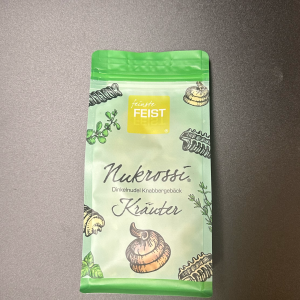 feinste
FEIST
Nukrossi
Dinkelnudel Knabbergebäck
Kräuter